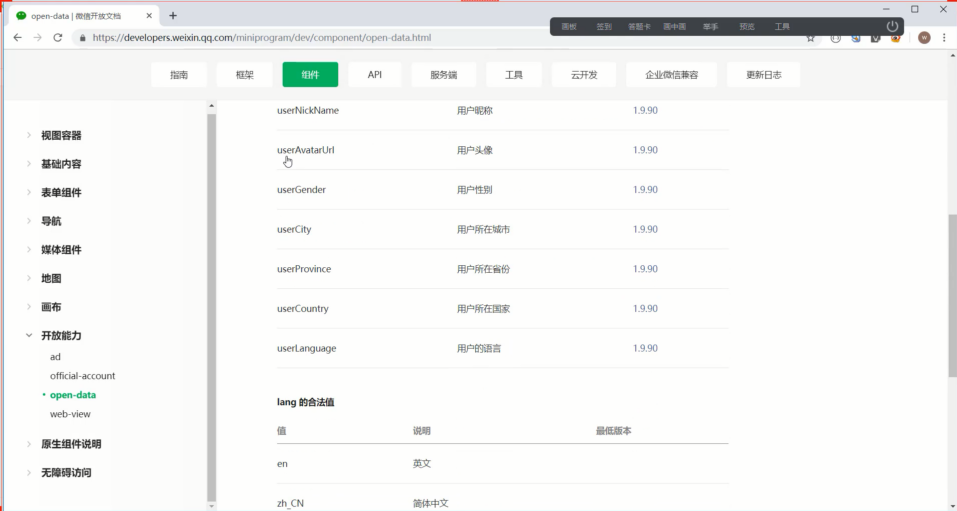 open-data | 微信开放文档
画板 签到 答题卡 画中画 举手 预览 工具
https://developers.weixin.qq.com/miniprogram/dev/component/open-data.html
指南 框架 组件 API 服务端 工具 云开发 企业微信兼容 更新日志
视图容器
基础内容
表单组件
导航
媒体组件
地图
画布
开放能力
ad
official-account
open-data
web-view
原生组件说明
无障碍访问
userNickName 用户昵称 1.9.90
userAvatarUrl 用户头像 1.9.90
userGender 用户性别 1.9.90
userCity 用户所在城市 1.9.90
userProvince 用户所在省份 1.9.90
userCountry 用户所在国家 1.9.90
userLanguage 用户的语言 1.9.90
lang 的合法值
值 说明 最低版本
en 英文
zh_CN 简体中文